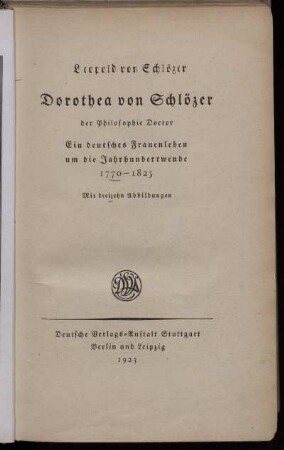 Leopold von Schlözer
Dorothea von Schlözer
der Philosophie Doctor
Ein deutsches Frauenleben
um die Jahrhundertwende
1770–1825
Mit dreizehn Abbildungen
DVA
Deutsche Verlags-Anstalt Stuttgart
Berlin und Leipzig
1923